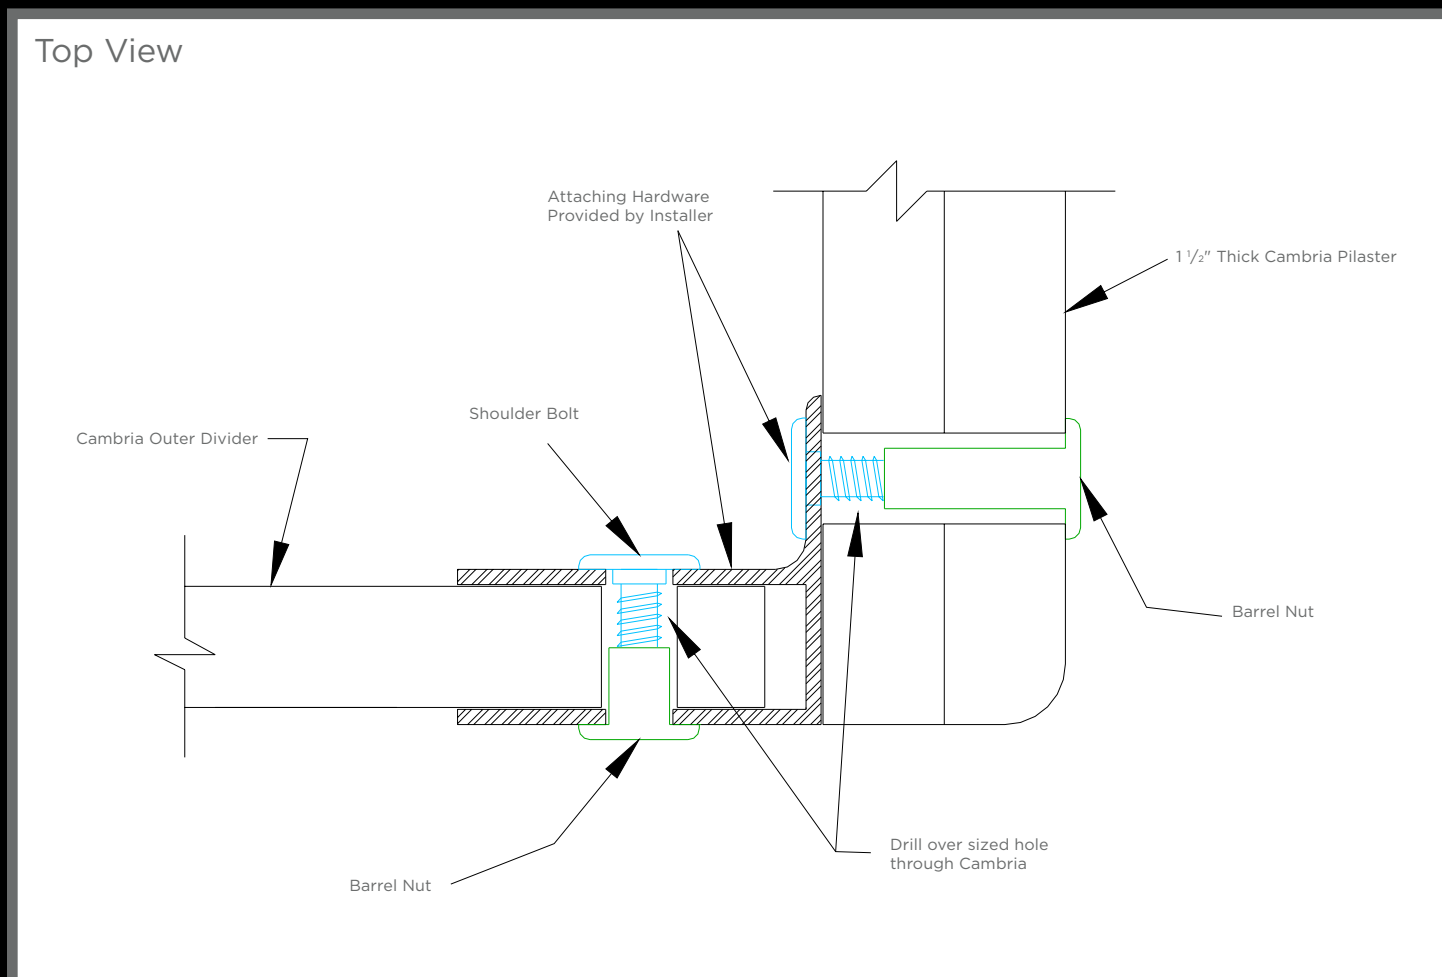 Top View
Attaching Hardware
Provided by Installer
1 1/2" Thick Cambria Pilaster
Shoulder Bolt
Cambria Outer Divider
Barrel Nut
Drill over sized hole
through Cambria
Barrel Nut